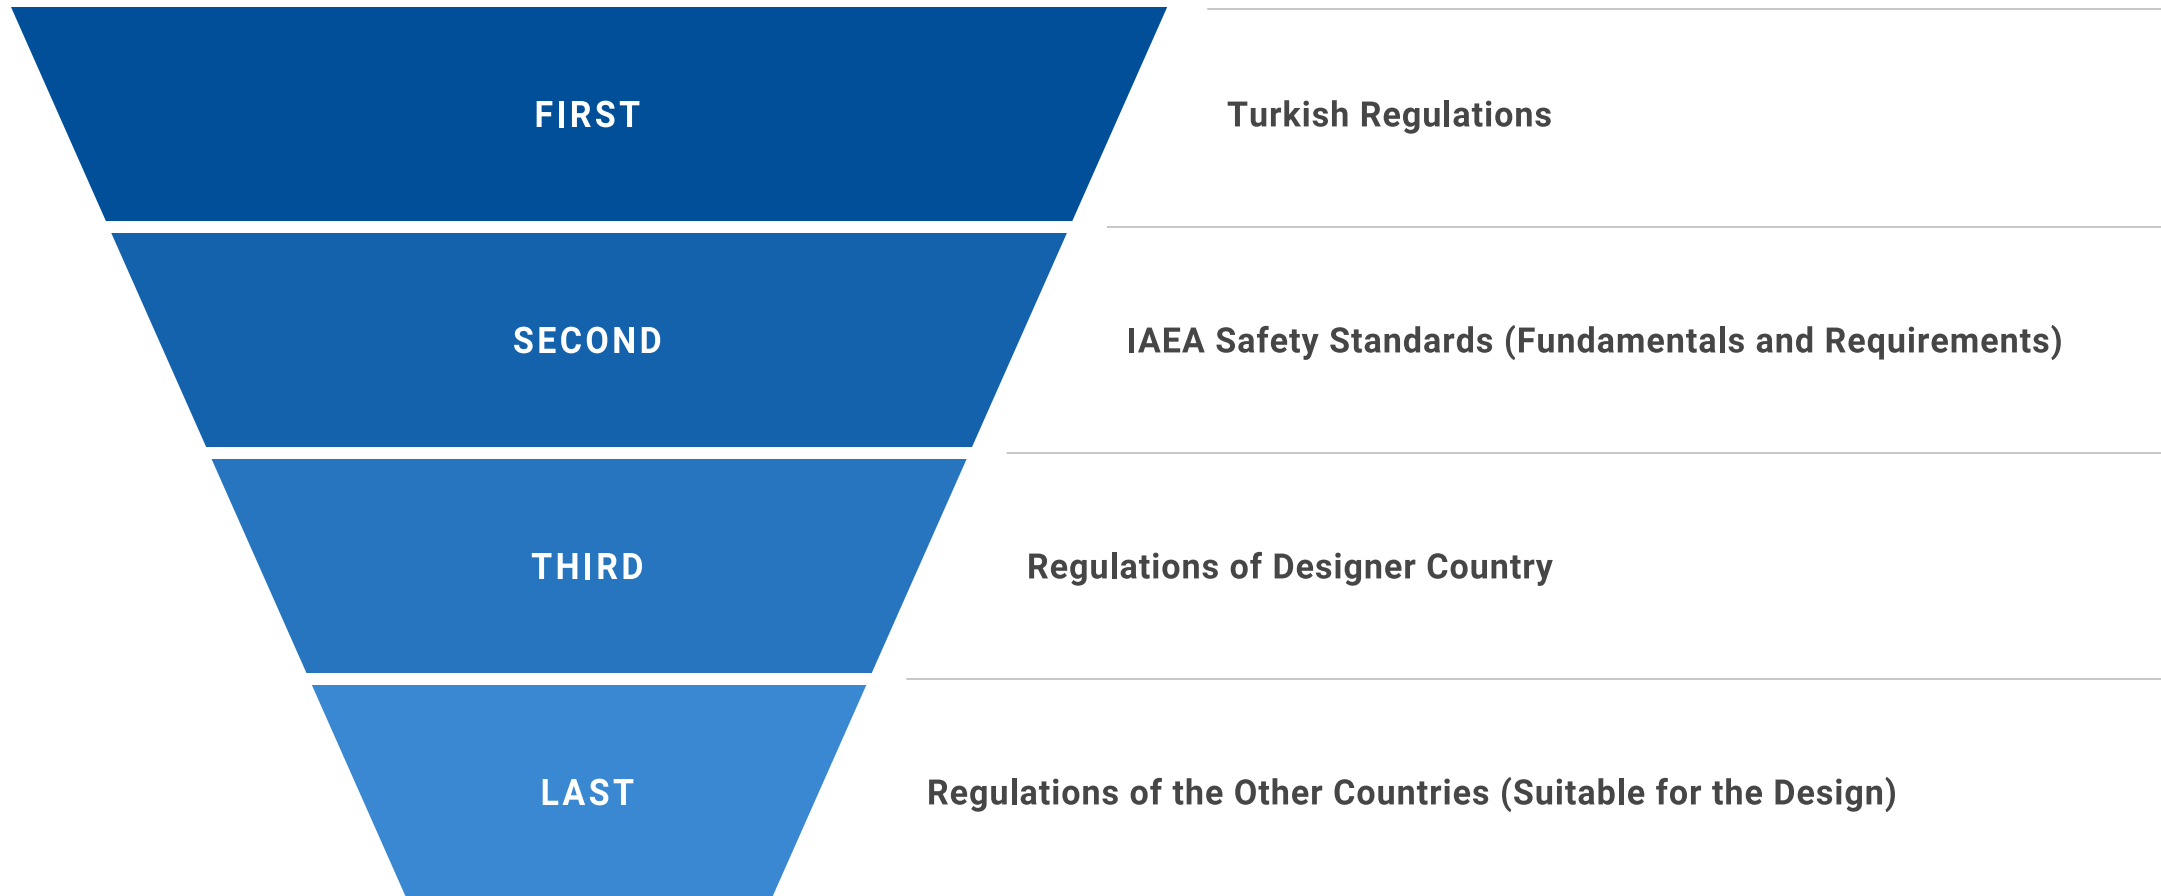 FIRST
Turkish Regulations
SECOND
IAEA Safety Standards (Fundamentals and Requirements)
THIRD
Regulations of Designer Country
LAST
Regulations of the Other Countries (Suitable for the Design)